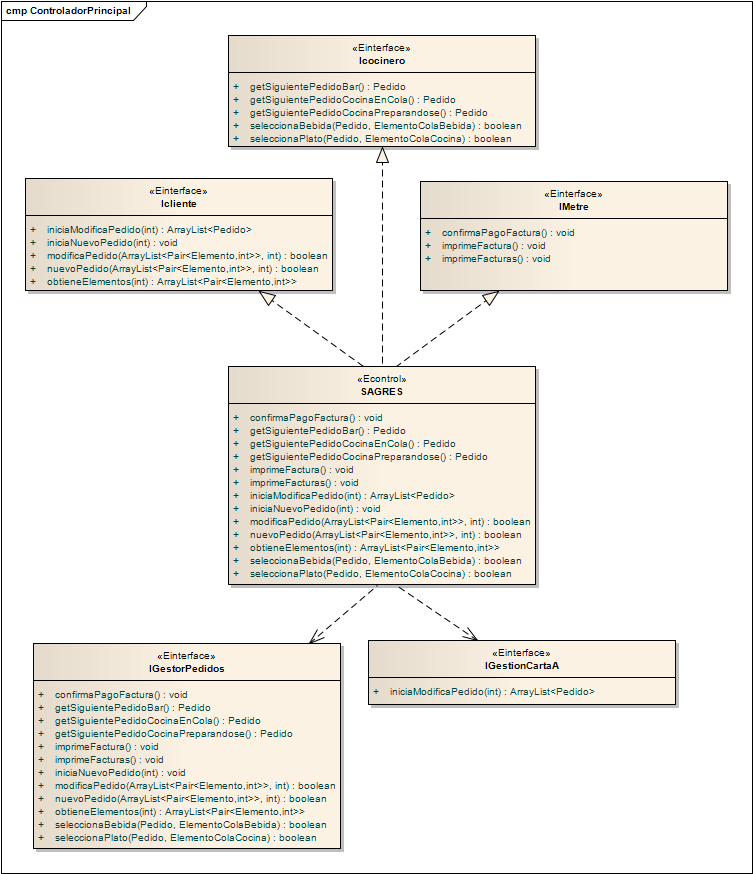 cmp ControladorPrincipal
«Einterface»
Icocinero
+ getSiguientePedidoBar() : Pedido
+ getSiguientePedidoCocinaEnCola() : Pedido
+ getSiguientePedidoCocinaPreparandose() : Pedido
+ seleccionaBebida(Pedido, ElementoColaBebida) : boolean
+ seleccionaPlato(Pedido, ElementoColaCocina) : boolean
«Einterface»
Icliente
+ iniciaModificaPedido(int) : ArrayList<Pedido>
+ iniciaNuevoPedido(int) : void
+ modificaPedido(ArrayList<Pair<Elemento,int>>, int) : boolean
+ nuevoPedido(ArrayList<Pair<Elemento,int>>, int) : boolean
+ obtieneElementos(int) : ArrayList<Pair<Elemento,int>>
«Einterface»
IMetre
+ confirmaPagoFactura() : void
+ imprimeFactura() : void
+ imprimeFacturas() : void
«Econtrol»
SAGRES
+ confirmaPagoFactura() : void
+ getSiguientePedidoBar() : Pedido
+ getSiguientePedidoCocinaEnCola() : Pedido
+ getSiguientePedidoCocinaPreparandose() : Pedido
+ imprimeFactura() : void
+ imprimeFacturas() : void
+ iniciaModificaPedido(int) : ArrayList<Pedido>
+ iniciaNuevoPedido(int) : void
+ modificaPedido(ArrayList<Pair<Elemento,int>>, int) : boolean
+ nuevoPedido(ArrayList<Pair<Elemento,int>>, int) : boolean
+ obtieneElementos(int) : ArrayList<Pair<Elemento,int>>
+ seleccionaBebida(Pedido, ElementoColaBebida) : boolean
+ seleccionaPlato(Pedido, ElementoColaCocina) : boolean
«Einterface»
IGestorPedidos
+ confirmaPagoFactura() : void
+ getSiguientePedidoBar() : Pedido
+ getSiguientePedidoCocinaEnCola() : Pedido
+ getSiguientePedidoCocinaPreparandose() : Pedido
+ imprimeFactura() : void
+ imprimeFacturas() : void
+ iniciaNuevoPedido(int) : void
+ modificaPedido(ArrayList<Pair<Elemento,int>>, int) : boolean
+ nuevoPedido(ArrayList<Pair<Elemento,int>>, int) : boolean
+ obtieneElementos(int) : ArrayList<Pair<Elemento,int>>
+ seleccionaBebida(Pedido, ElementoColaBebida) : boolean
+ seleccionaPlato(Pedido, ElementoColaCocina) : boolean
«Einterface»
IGestionCartaA
+ iniciaModificaPedido(int) : ArrayList<Pedido>